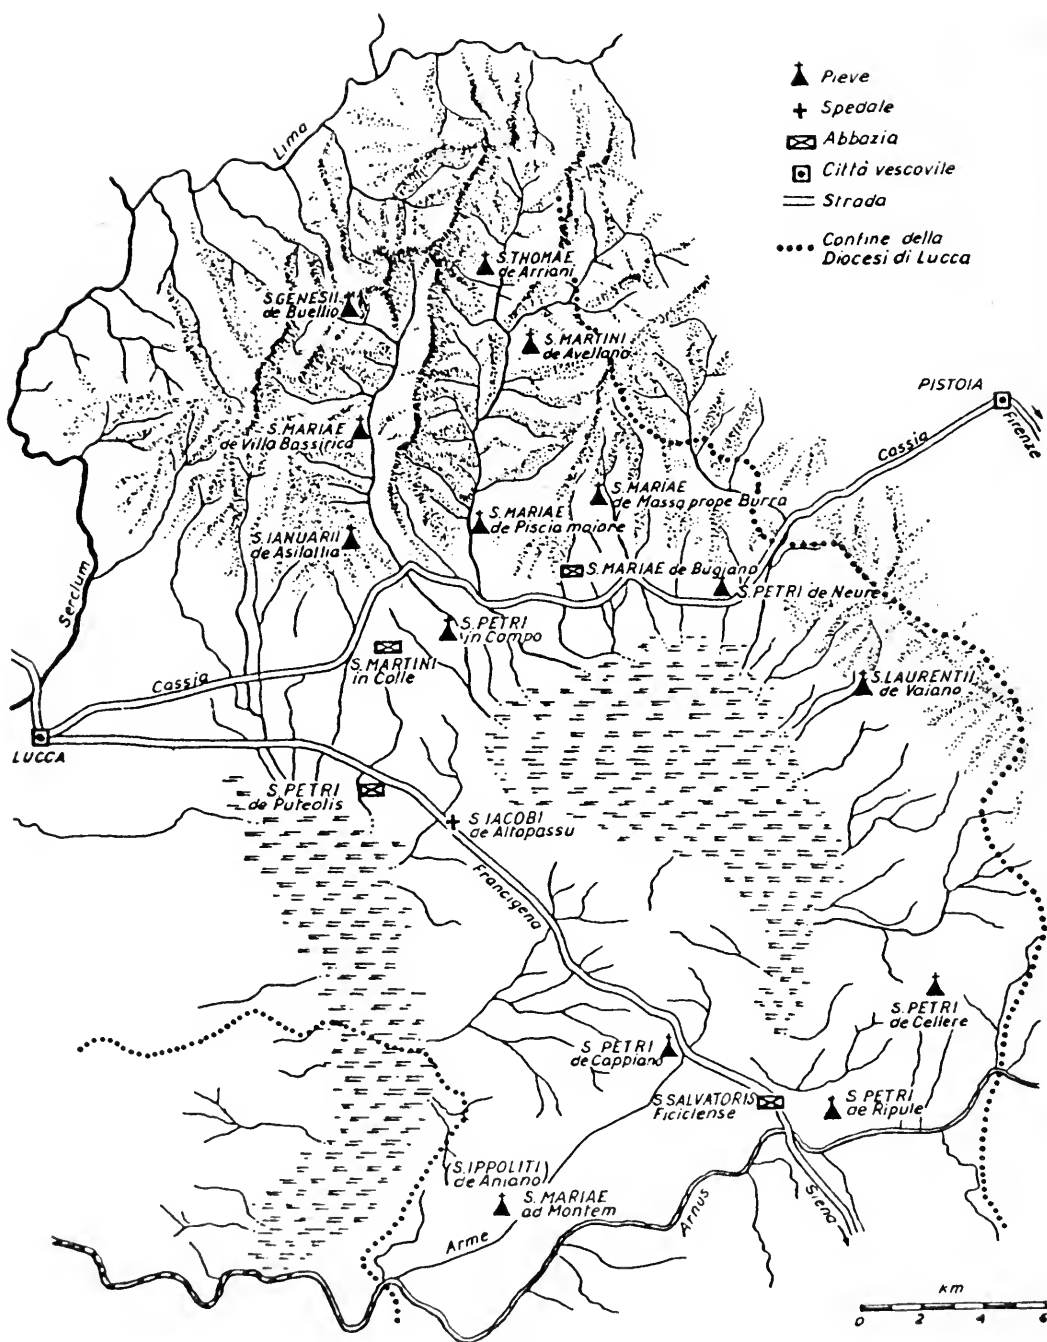 Pieve
Spedale
Abbazia
Città vescovile
Strada
Confine della
Diocesi di Lucca
Lima
S. THOMAE
de Arriani
S. GENESII
de Buellio
S. MARTINI
de Avellano
PISTOIA
Firenze
Cassia
S. MARIAE
de Villa Bassirica
S. MARIAE
de Massa prope Burra
S. MARIAE
de Piscia maiore
S. IANUARII
de Asilattia
S. MARIAE de Bugiano
S. PETRI de Neure
Serclum
S. PETRI
in Campo
S. MARTINI
in Colle
Cassia
S. LAURENTII
de Vaiano
LUCCA
S. PETRI
de Puteolis
S. IACOBI
de Altopassu
Francigena
S. PETRI
de Cellere
S. PETRI
de Cappiano
S. SALVATORIS
Ficiclense
S. PETRI
de Ripule
(S. IPPOLITI)
de Aniano
S. MARIAE
ad Montem
Arnus
Siena
Arme
km
0 2 4 6